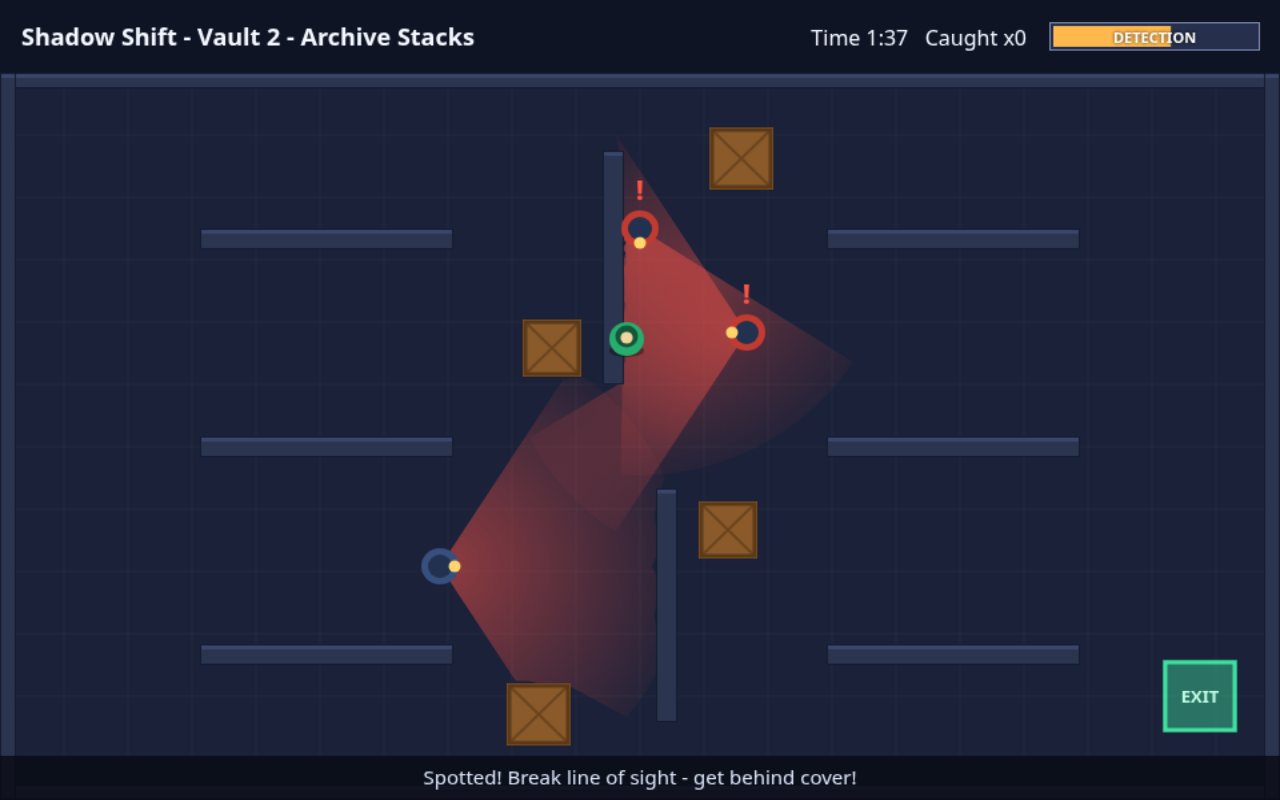 Shadow Shift - Vault 2 - Archive Stacks
Time 1:37 Caught x0 DETECTION
!
!
EXIT
Spotted! Break line of sight - get behind cover!